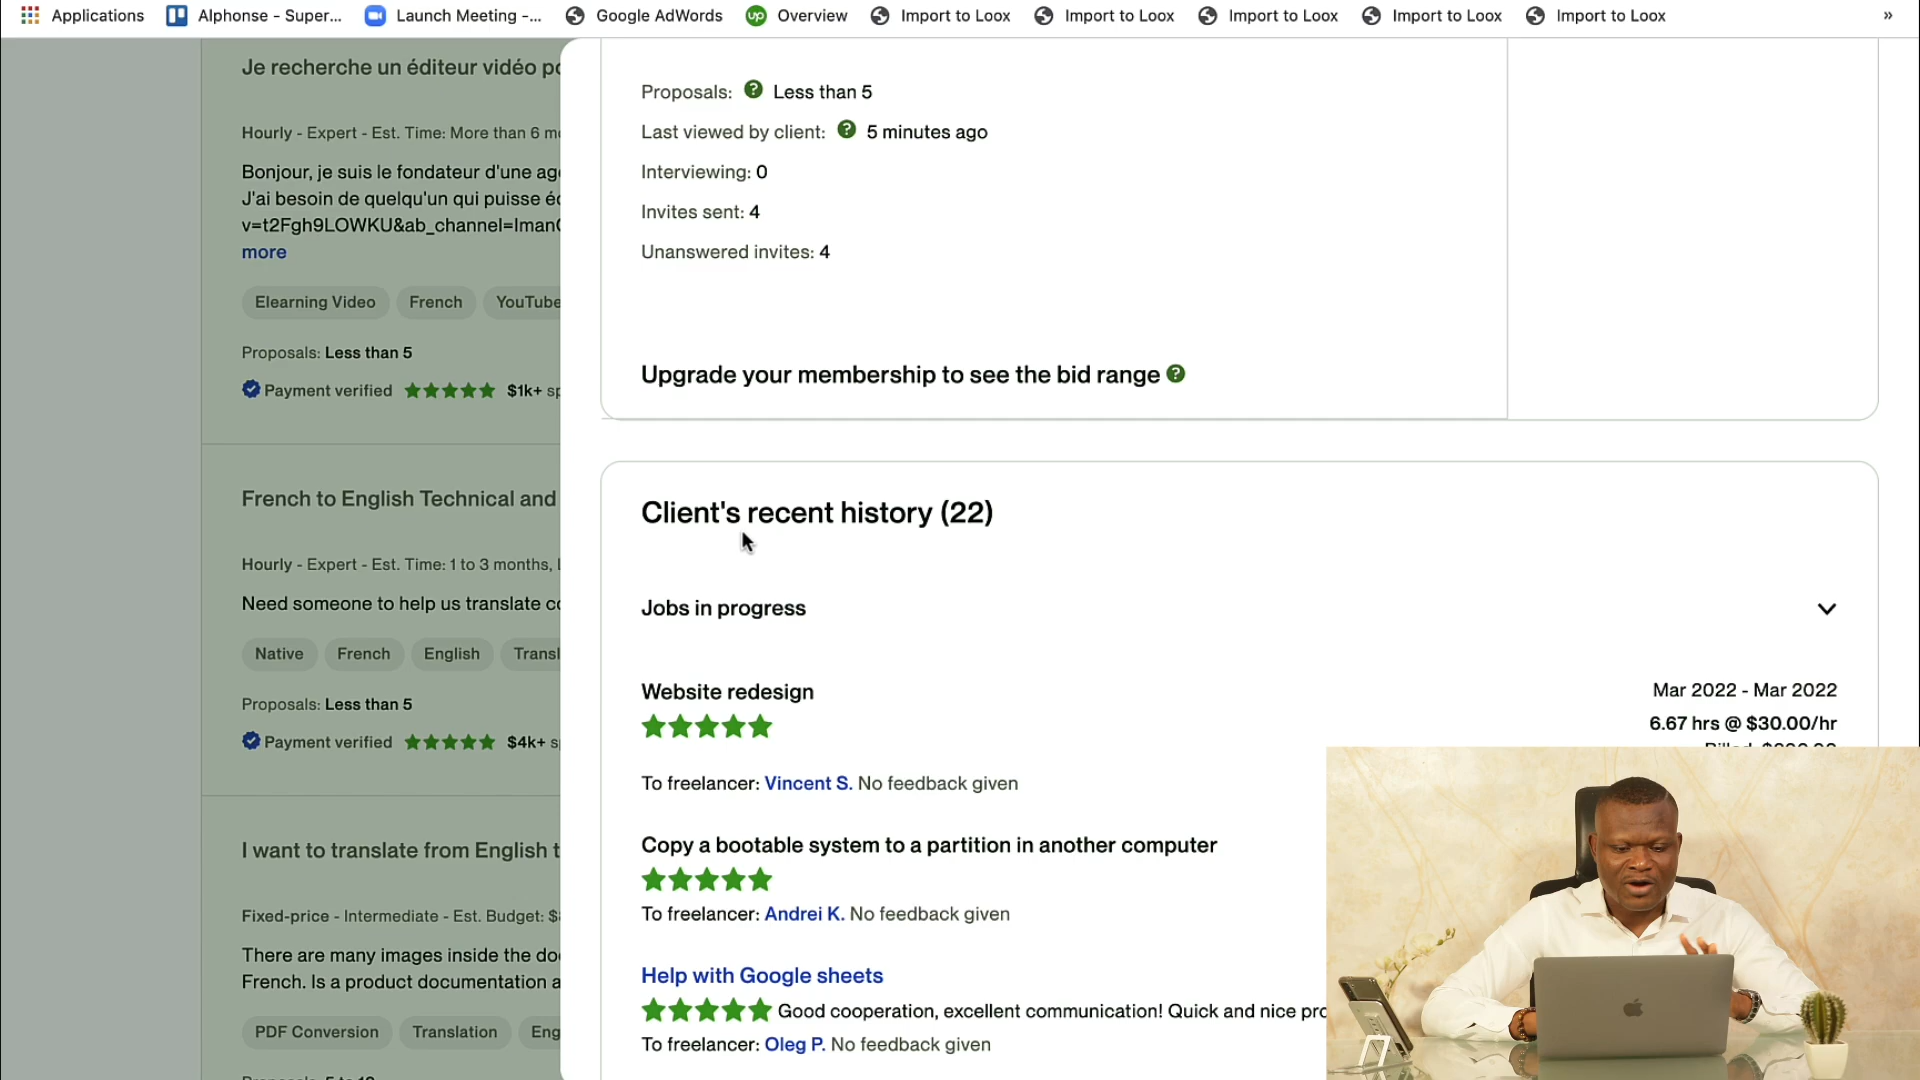 Applications
Alphonse - Super...
Launch Meeting -...
Google AdWords
up Overview
Import to Loox
Import to Loox
Import to Loox
Import to Loox
Import to Loox
»
Je recherche un éditeur vidéo
Hourly - Expert - Est. Time: More than 6
Bonjour, je suis le fondateur d'une
J'ai besoin de quelqu'un qui puisse
v=t2Fgh9LOWKU&ab_channel=Iman
more
Elearning Video
French
YouTube
Proposals: Less than 5
Payment verified
$1k+
French to English Technical and
Hourly - Expert - Est. Time: 1 to 3 months,
Need someone to help us translate
Native
French
English
Proposals: Less than 5
Payment verified
$4k+
I want to translate from English
Fixed-price - Intermediate - Est. Budget:
There are many images inside the
French. Is a product documentation
PDF Conversion
Translation
Proposals: ? Less than 5
Last viewed by client: ? 5 minutes ago
Interviewing: 0
Invites sent: 4
Unanswered invites: 4
Upgrade your membership to see the bid range ?
Client's recent history (22)
Jobs in progress
Website redesign
Mar 2022 - Mar 2022
6.67 hrs @ $30.00/hr
To freelancer: Vincent S. No feedback given
Copy a bootable system to a partition in another computer
To freelancer: Andrei K. No feedback given
Help with Google sheets
Good cooperation, excellent communication! Quick and nice
To freelancer: Oleg P. No feedback given